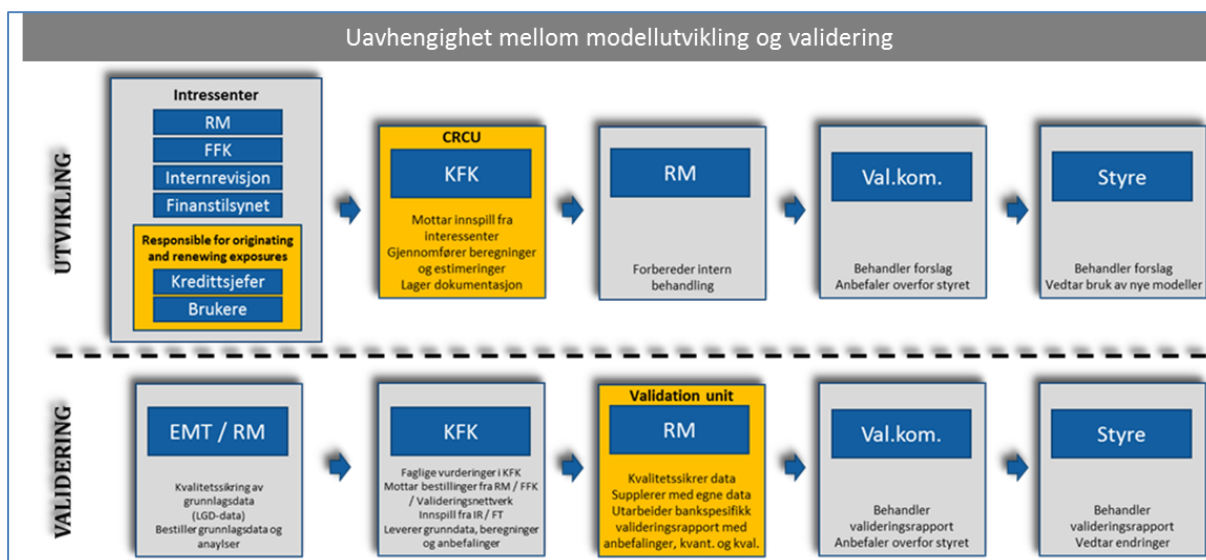 Uavhengighet mellom modellutvikling og validering
UTVIKLING
Intressenter
RM
FFK
Internrevisjon
Finanstilsynet
Responsible for originating
and renewing exposures
Kredittsjefer
Brukere
CRCU
KFK
Mottar innspill fra
interessenter
Gjennomfører beregninger
og estimeringer
Lager dokumentasjon
RM
Forbereder intern
behandling
Val.kom.
Behandler forslag
Anbefaler overfor styret
Styre
Behandler forslag
Vedtar bruk av nye modeller
VALIDERING
EMT / RM
Kvalitetssikring av
grunnlagsdata
(LGD-data)
Bestiller grunnlagsdata og
anaylser
KFK
Faglige vurderinger i KFK
Mottar bestillinger fra RM / FFK
/ Valideringsnettverk
Innspill fra IR / FT
Leverer grunndata, beregninger
og anbefalinger
Validation unit
RM
Kvalitetssikrer data
Supplerer med egne data
Utarbeider bankspesifikk
valideringsrapport med
anbefalinger, kvant. og kval.
Val.kom.
Behandler
valideringsrapport
Anbefaler overfor styret
Styre
Behandler
valideringsrapport
Vedtar endringer